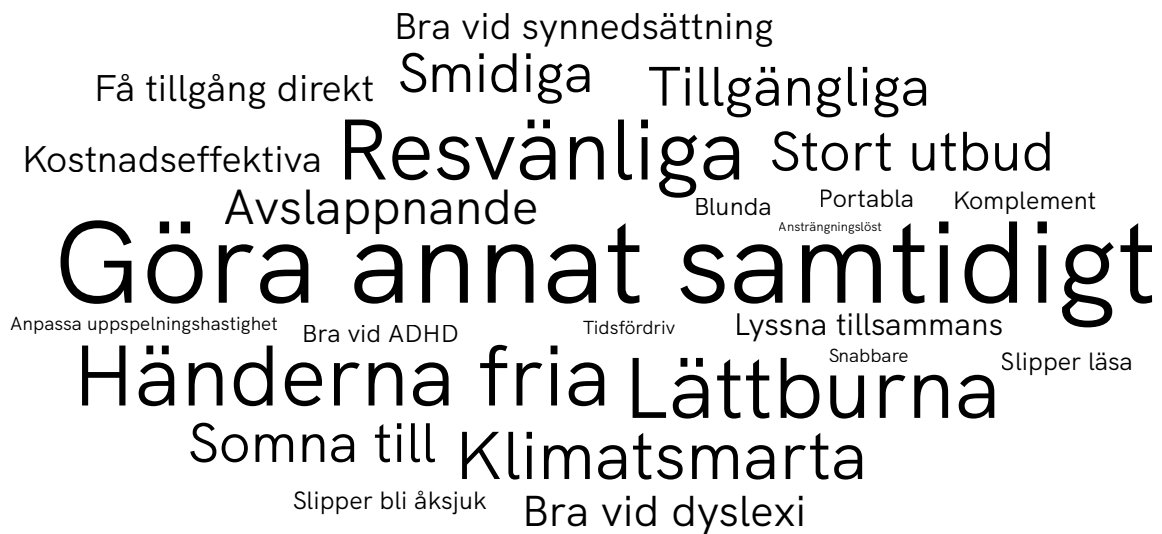 Bra vid synnedsättning
Få tillgång direkt
Smidiga
Tillgängliga
Kostnadseffektiva
Resvänliga
Stort utbud
Avslappnande
Blunda
Portabla
Komplement
Ansträngningslöst
Göra annat samtidigt
Anpassa uppspelningshastighet
Bra vid ADHD
Tidsfördriv
Lyssna tillsammans
Händerna fria
Lättburna
Snabbare
Slipper läsa
Somna till
Klimatsmarta
Slipper bli åksjuk
Bra vid dyslexi